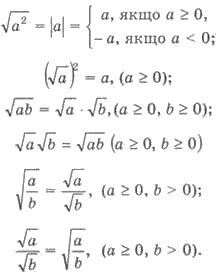 √a² = |a| = { a, якщо a ≥ 0,
− a, якщо a < 0;
(√a)² = a, (a ≥ 0);
√ab = √a · √b, (a ≥ 0, b ≥ 0);
√a√b = √ab (a ≥ 0, b ≥ 0)
√(a/b) = √a/√b, (a ≥ 0, b > 0);
√a/√b = √(a/b), (a ≥ 0, b > 0).